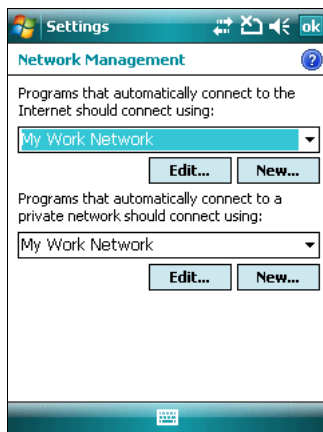 Settings
ok
Network Management
?
Programs that automatically connect to the
Internet should connect using:
My Work Network
Edit... New...
Programs that automatically connect to a
private network should connect using:
My Work Network
Edit... New...